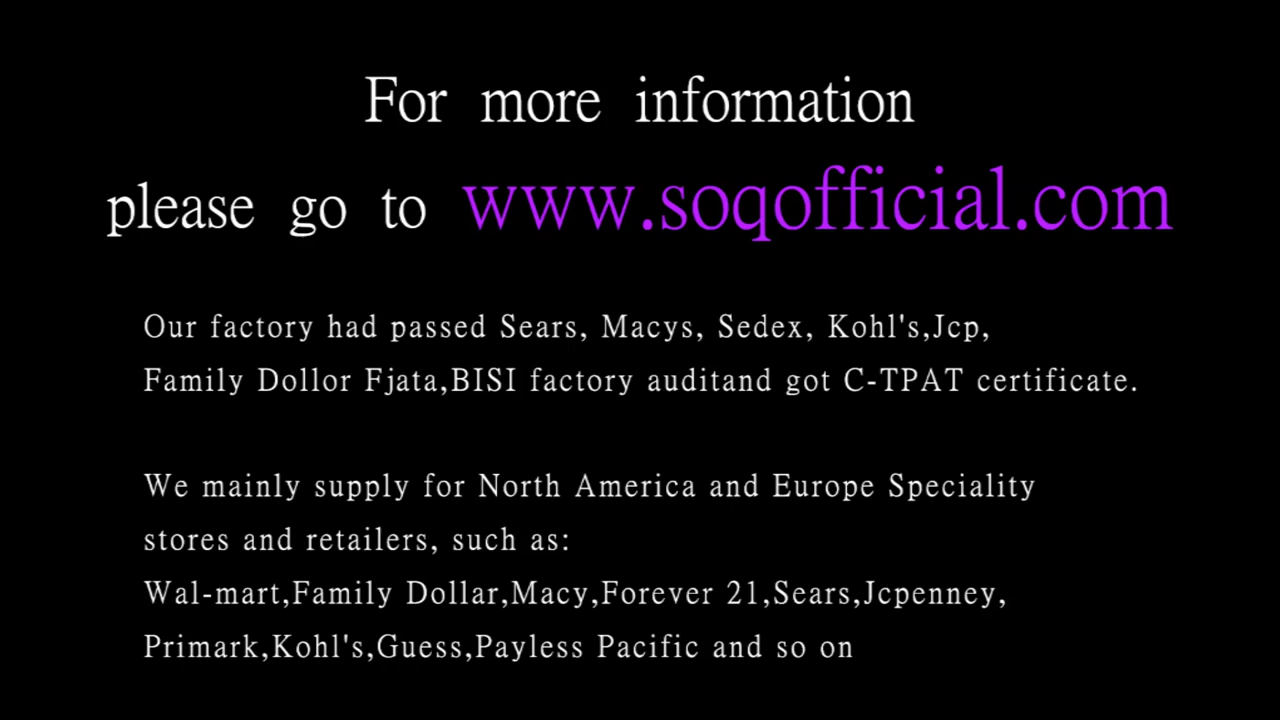 For more information
please go to www.soqofficial.com
Our factory had passed Sears, Macys, Sedex, Kohl's,Jcp,
Family Dollor Fjata,BISI factory auditand got C-TPAT certificate.
We mainly supply for North America and Europe Speciality
stores and retailers, such as:
Wal-mart,Family Dollar,Macy,Forever 21,Sears,Jcpenney,
Primark,Kohl's,Guess,Payless Pacific and so on